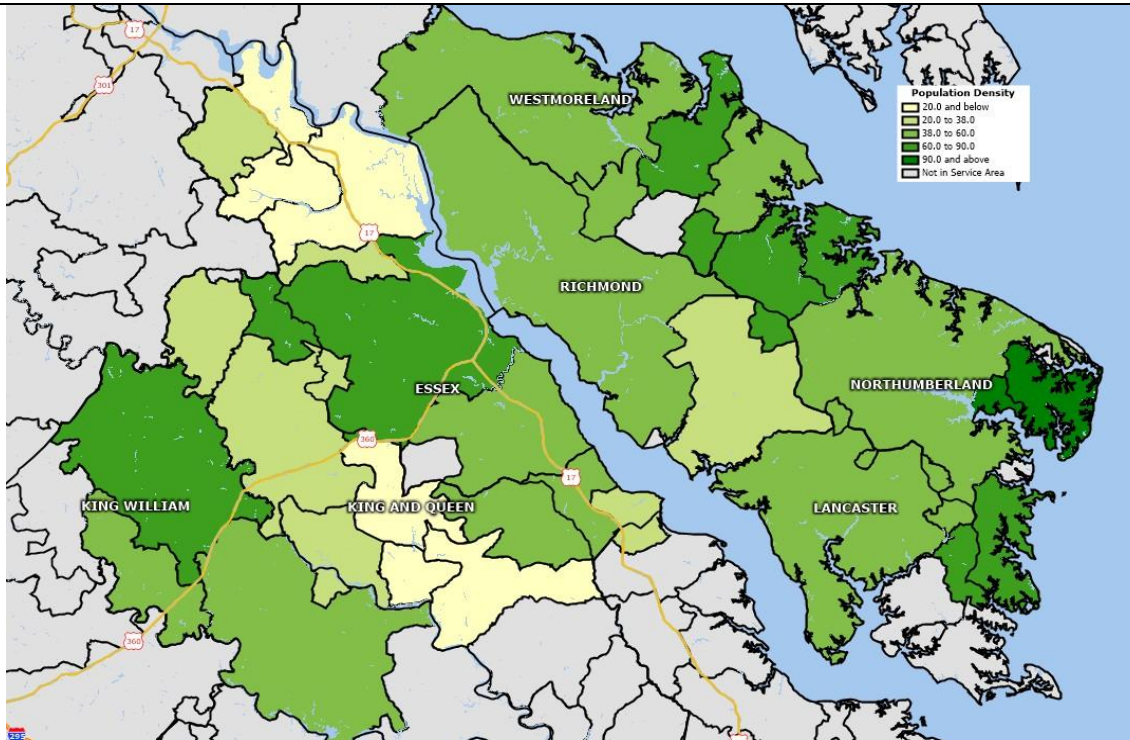 17
301
WESTMORELAND
Population Density
20.0 and below
20.0 to 38.0
38.0 to 60.0
60.0 to 90.0
90.0 and above
Not in Service Area
17
RICHMOND
ESSEX
NORTHUMBERLAND
360
17
KING WILLIAM
KING AND QUEEN
LANCASTER
360
295